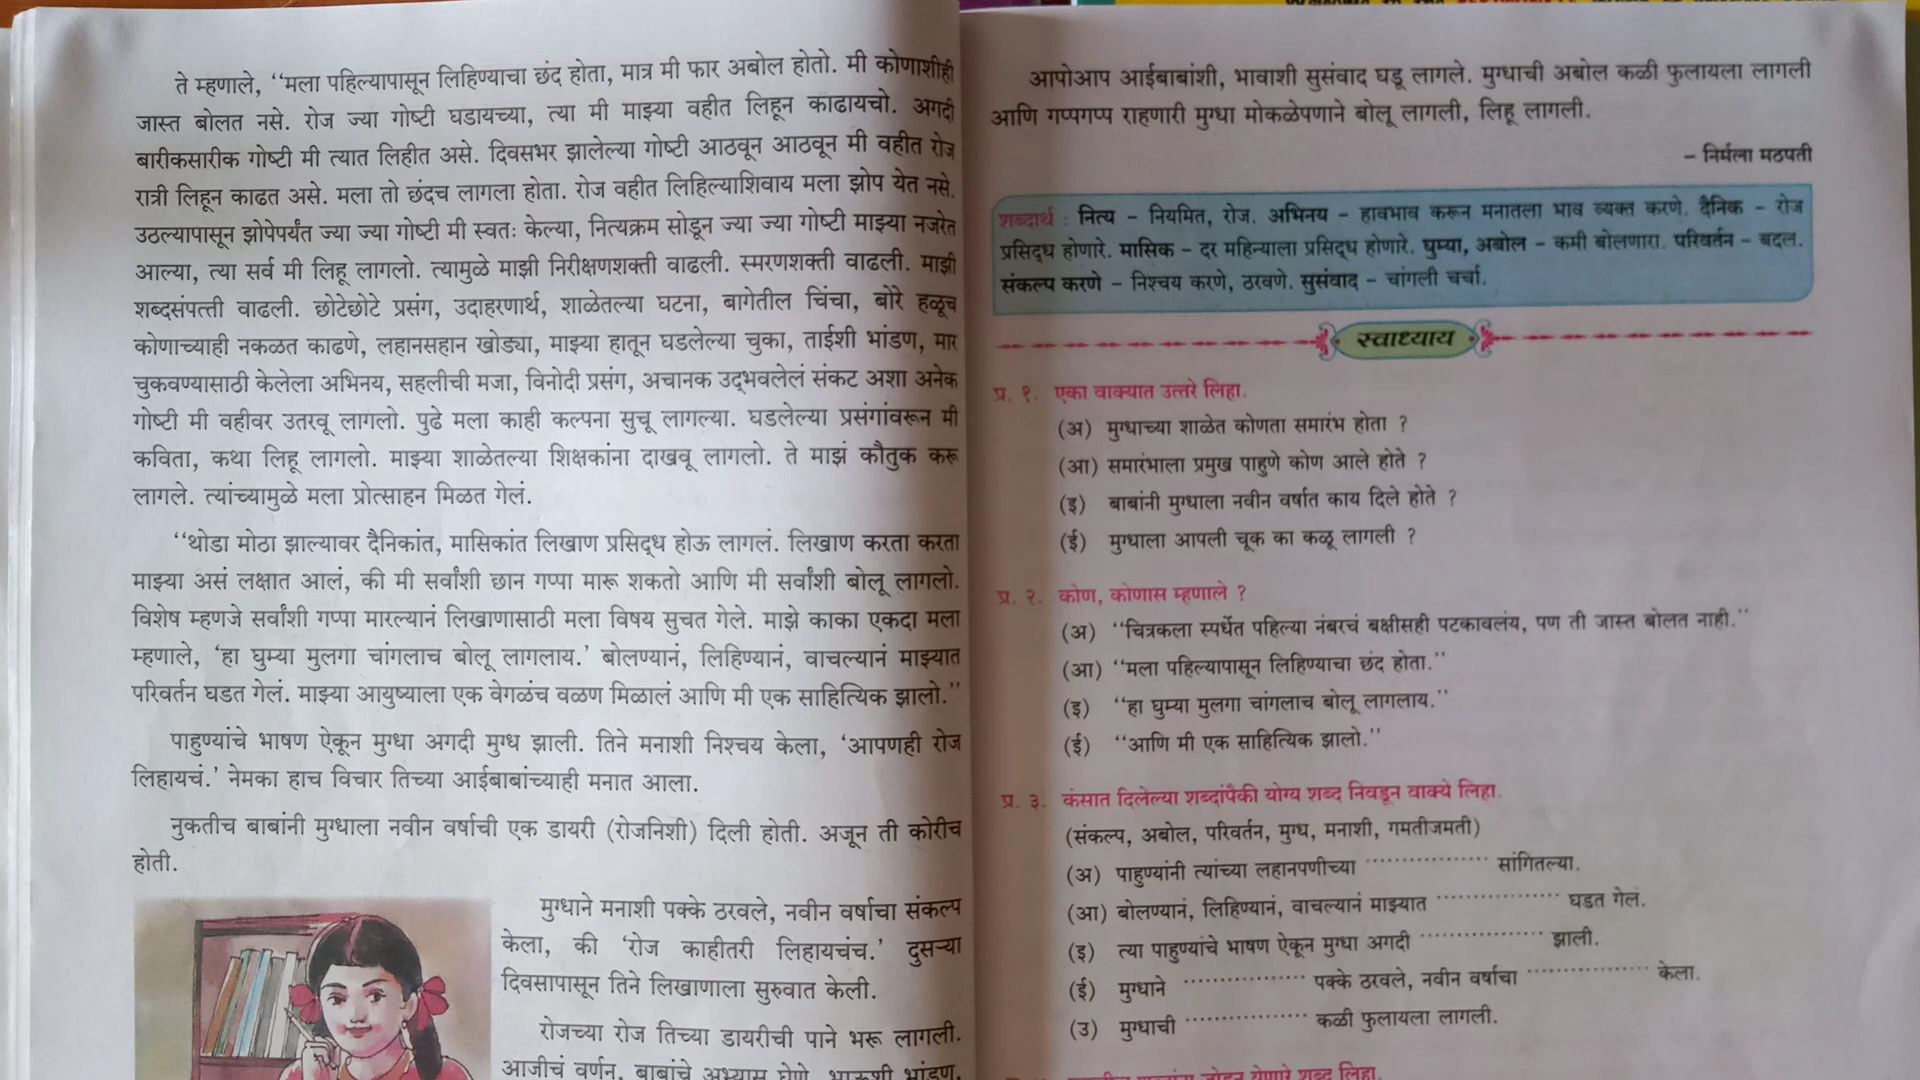 ते म्हणाले, ‘‘मला पहिल्यापासून लिहिण्याचा छंद होता, मात्र मी फार अबोल होतो. मी कोणाशीही
जास्त बोलत नसे. रोज ज्या गोष्टी घडायच्या, त्या मी माझ्या वहीत लिहून काढायचो. अगदी
बारीकसारीक गोष्टी मी त्यात लिहीत असे. दिवसभर झालेल्या गोष्टी आठवून आठवून मी वहीत रोज
रात्री लिहून काढत असे. मला तो छंदच लागला होता. रोज वहीत लिहिल्याशिवाय मला झोप येत नसे.
उठल्यापासून झोपेपर्यंत ज्या ज्या गोष्टी मी स्वतः केल्या, नित्यक्रम सोडून ज्या ज्या गोष्टी माझ्या नजरेत
आल्या, त्या सर्व मी लिहू लागलो. त्यामुळे माझी निरीक्षणशक्ती वाढली. स्मरणशक्ती वाढली. माझी
शब्दसंपत्ती वाढली. छोटेछोटे प्रसंग, उदाहरणार्थ, शाळेतल्या घटना, बागेतील चिंचा, बोरे हळूच
कोणाच्याही नकळत काढणे, लहानसहान खोड्या, माझ्या हातून घडलेल्या चुका, ताईशी भांडण, मार
चुकवण्यासाठी केलेला अभिनय, सहलीची मजा, विनोदी प्रसंग, अचानक उद्‌भवलेलं संकट अशा अनेक
गोष्टी मी वहीवर उतरवू लागलो. पुढे मला काही कल्पना सुचू लागल्या. घडलेल्या प्रसंगांवरून मी
कविता, कथा लिहू लागलो. माझ्या शाळेतल्या शिक्षकांना दाखवू लागलो. ते माझं कौतुक करू
लागले. त्यांच्यामुळे मला प्रोत्साहन मिळत गेलं.
‘‘थोडा मोठा झाल्यावर दैनिकांत, मासिकांत लिखाण प्रसिद्ध होऊ लागलं. लिखाण करता करता
माझ्या असं लक्षात आलं, की मी सर्वांशी छान गप्पा मारू शकतो आणि मी सर्वांशी बोलू लागलो.
विशेष म्हणजे सर्वांशी गप्पा मारल्यानं लिखाणासाठी मला विषय सुचत गेले. माझे काका एकदा मला
म्हणाले, ‘हा घुम्या मुलगा चांगलाच बोलू लागलाय.’ बोलण्यानं, लिहिण्यानं, वाचल्यानं माझ्यात
परिवर्तन घडत गेलं. माझ्या आयुष्याला एक वेगळंच वळण मिळालं आणि मी एक साहित्यिक झालो.’’
पाहुण्यांचे भाषण ऐकून मुग्धा अगदी मुग्ध झाली. तिने मनाशी निश्चय केला, ‘आपणही रोज
लिहायचं.’ नेमका हाच विचार तिच्या आईबाबांच्याही मनात आला.
नुकतीच बाबांनी मुग्धाला नवीन वर्षाची एक डायरी (रोजनिशी) दिली होती. अजून ती कोरीच
होती.
मुग्धाने मनाशी पक्के ठरवले, नवीन वर्षाचा संकल्प
केला, की ‘रोज काहीतरी लिहायचंच.’ दुसऱ्या
दिवसापासून तिने लिखाणाला सुरुवात केली.
रोजच्या रोज तिच्या डायरीची पाने भरू लागली.
आजीचं वर्णन, बाबांचे अभ्यास घेणे, भाऊशी भांडण,
आपोआप आईबाबांशी, भावाशी सुसंवाद घडू लागले. मुग्धाची अबोल कळी फुलायला लागली
आणि गप्पगप्प राहणारी मुग्धा मोकळेपणाने बोलू लागली, लिहू लागली.
– निर्मला मठपती
शब्दार्थ : नित्य – नियमित, रोज. अभिनय – हावभाव करून मनातला भाव व्यक्त करणे. दैनिक – रोज
प्रसिद्ध होणारे. मासिक – दर महिन्याला प्रसिद्ध होणारे. घुम्या, अबोल – कमी बोलणारा. परिवर्तन – बदल.
संकल्प करणे – निश्चय करणे, ठरवणे. सुसंवाद – चांगली चर्चा.
स्वाध्याय
प्र. १. एका वाक्यात उत्तरे लिहा.
(अ) मुग्धाच्या शाळेत कोणता समारंभ होता ?
(आ) समारंभाला प्रमुख पाहुणे कोण आले होते ?
(इ) बाबांनी मुग्धाला नवीन वर्षात काय दिले होते ?
(ई) मुग्धाला आपली चूक का कळू लागली ?
प्र. २. कोण, कोणास म्हणाले ?
(अ) ‘‘चित्रकला स्पर्धेत पहिल्या नंबरचं बक्षीसही पटकावलंय, पण ती जास्त बोलत नाही.’’
(आ) ‘‘मला पहिल्यापासून लिहिण्याचा छंद होता.’’
(इ) ‘‘हा घुम्या मुलगा चांगलाच बोलू लागलाय.’’
(ई) ‘‘आणि मी एक साहित्यिक झालो.’’
प्र. ३. कंसात दिलेल्या शब्दांपैकी योग्य शब्द निवडून वाक्ये लिहा.
(संकल्प, अबोल, परिवर्तन, मुग्ध, मनाशी, गमतीजमती)
(अ) पाहुण्यांनी त्यांच्या लहानपणीच्या ................ सांगितल्या.
(आ) बोलण्यानं, लिहिण्यानं, वाचल्यानं माझ्यात ................ घडत गेलं.
(इ) त्या पाहुण्यांचे भाषण ऐकून मुग्धा अगदी ................ झाली.
(ई) मुग्धाने ................ पक्के ठरवले, नवीन वर्षाचा ................ केला.
(उ) मुग्धाची ................ कळी फुलायला लागली.